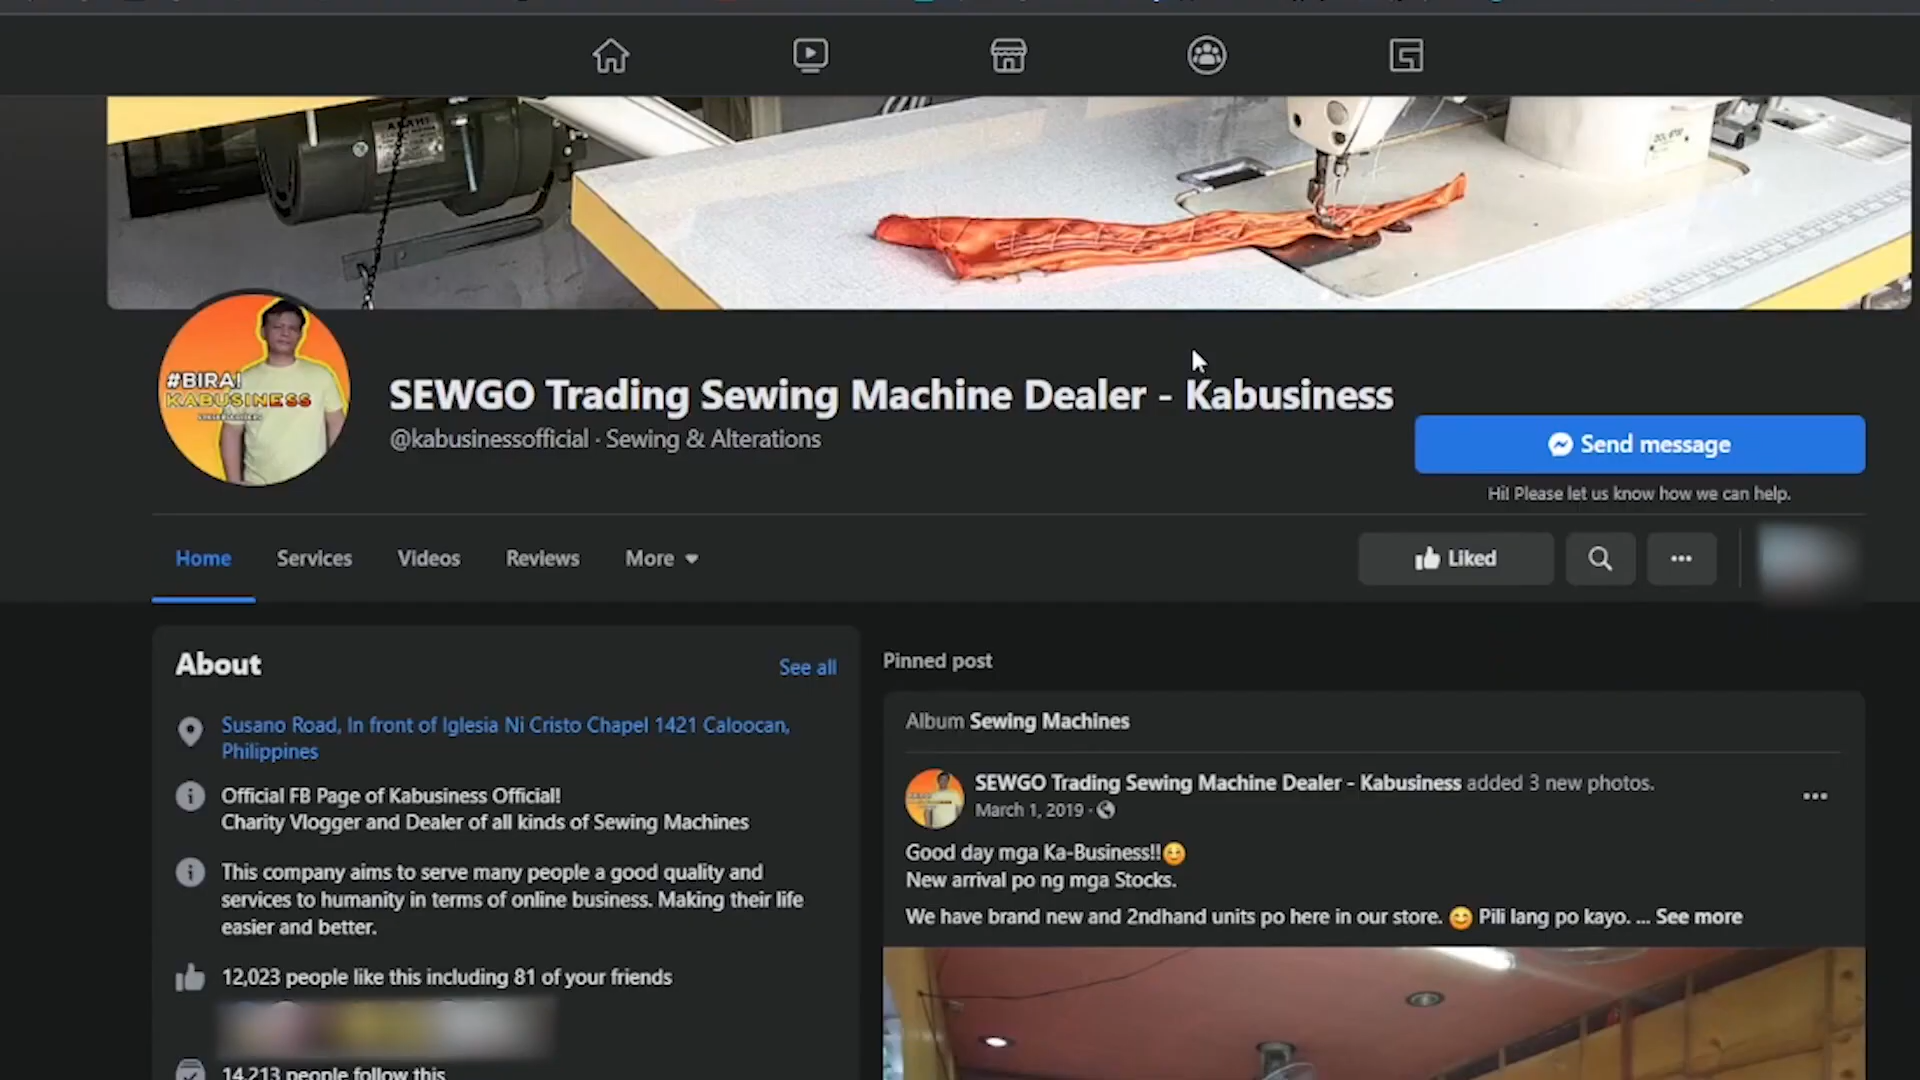 ASAHI
#BIRA!
KABUSINESS
SEWGO Trading Sewing Machine Dealer - Kabusiness
@kabusinessofficial · Sewing & Alterations
Send message
Hi! Please let us know how we can help.
Home Services Videos Reviews More
Liked
About
See all
Susano Road, In front of Iglesia Ni Cristo Chapel 1421 Caloocan,
Philippines
Official FB Page of Kabusiness Official!
Charity Vlogger and Dealer of all kinds of Sewing Machines
This company aims to serve many people a good quality and
services to humanity in terms of online business. Making their life
easier and better.
12,023 people like this including 81 of your friends
14,213 people follow this
Pinned post
Album Sewing Machines
SEWGO Trading Sewing Machine Dealer - Kabusiness added 3 new photos.
March 1, 2019 ·
Good day mga Ka-Business!!😊
New arrival po ng mga Stocks.
We have brand new and 2ndhand units po here in our store. 😊 Pili lang po kayo. ... See more